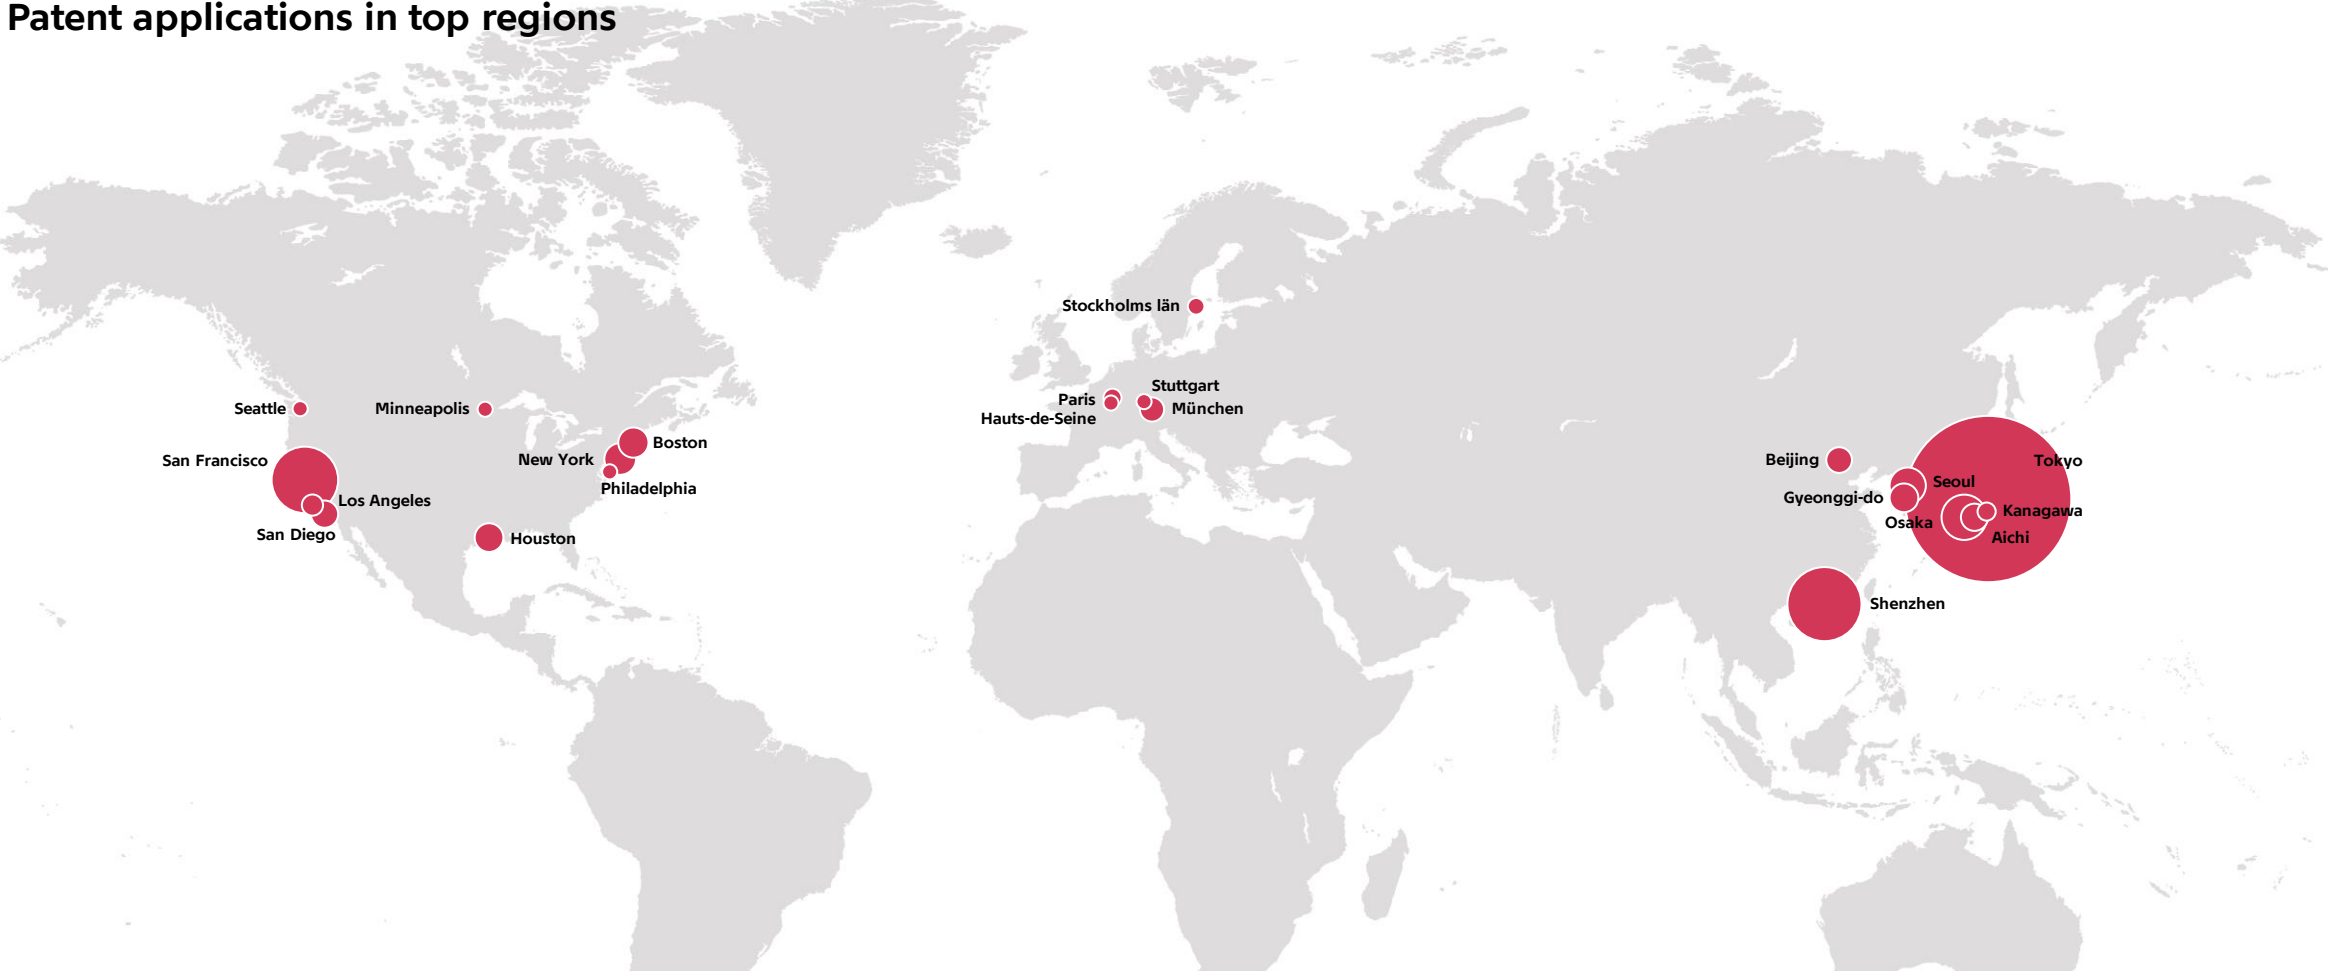 Patent applications in top regions
Stockholms län
Stuttgart
Paris
München
Hauts-de-Seine
Seattle
Minneapolis
Boston
New York
San Francisco
Philadelphia
Los Angeles
San Diego
Houston
Beijing
Tokyo
Seoul
Gyeonggi-do
Kanagawa
Osaka
Aichi
Shenzhen